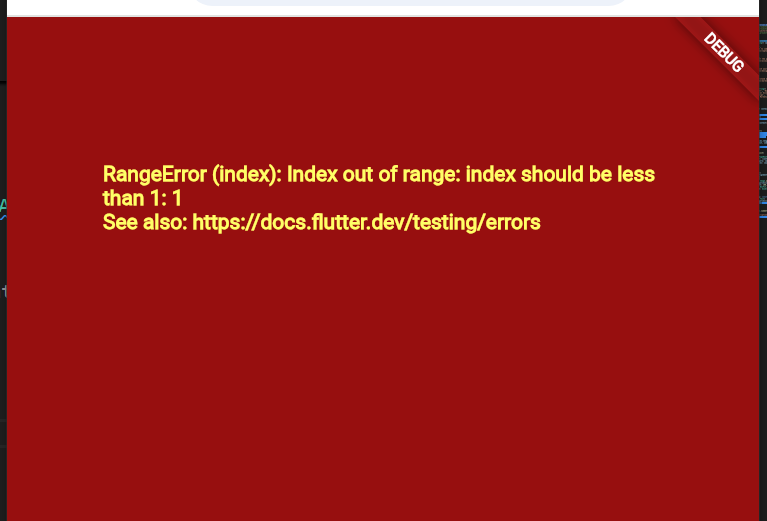 DEBUG
RangeError (index): Index out of range: index should be less
than 1: 1
See also: https://docs.flutter.dev/testing/errors